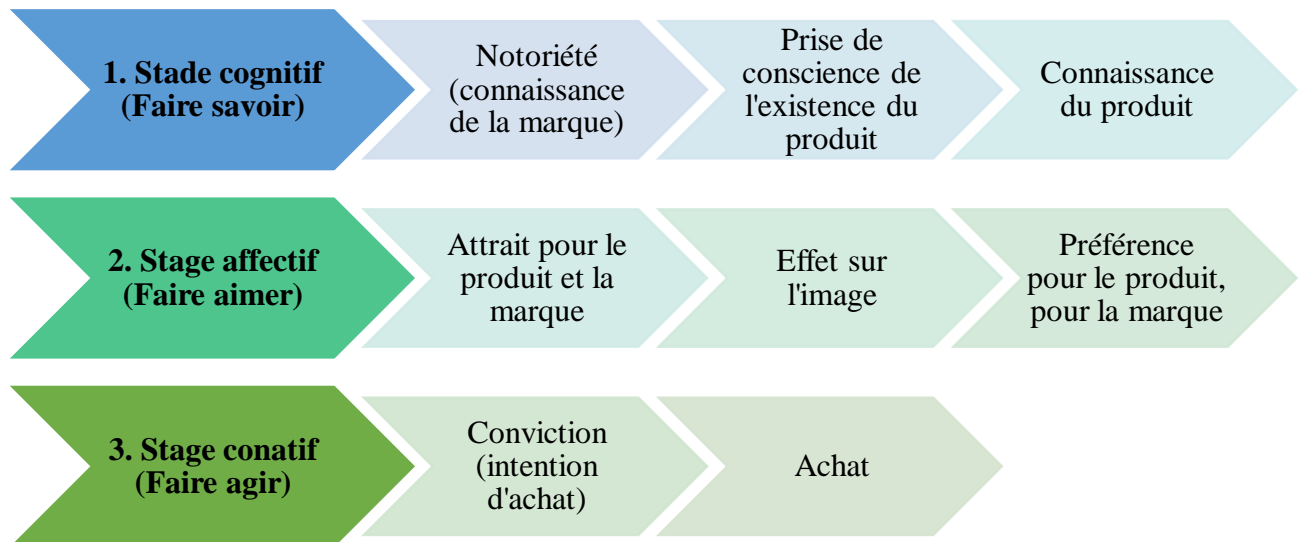 1. Stade cognitif
(Faire savoir)
Notoriété
(connaissance
de la marque)
Prise de
conscience de
l'existence du
produit
Connaissance
du produit
2. Stage affectif
(Faire aimer)
Attrait pour le
produit et la
marque
Effet sur
l'image
Préférence
pour le produit,
pour la marque
3. Stage conatif
(Faire agir)
Conviction
(intention
d'achat)
Achat